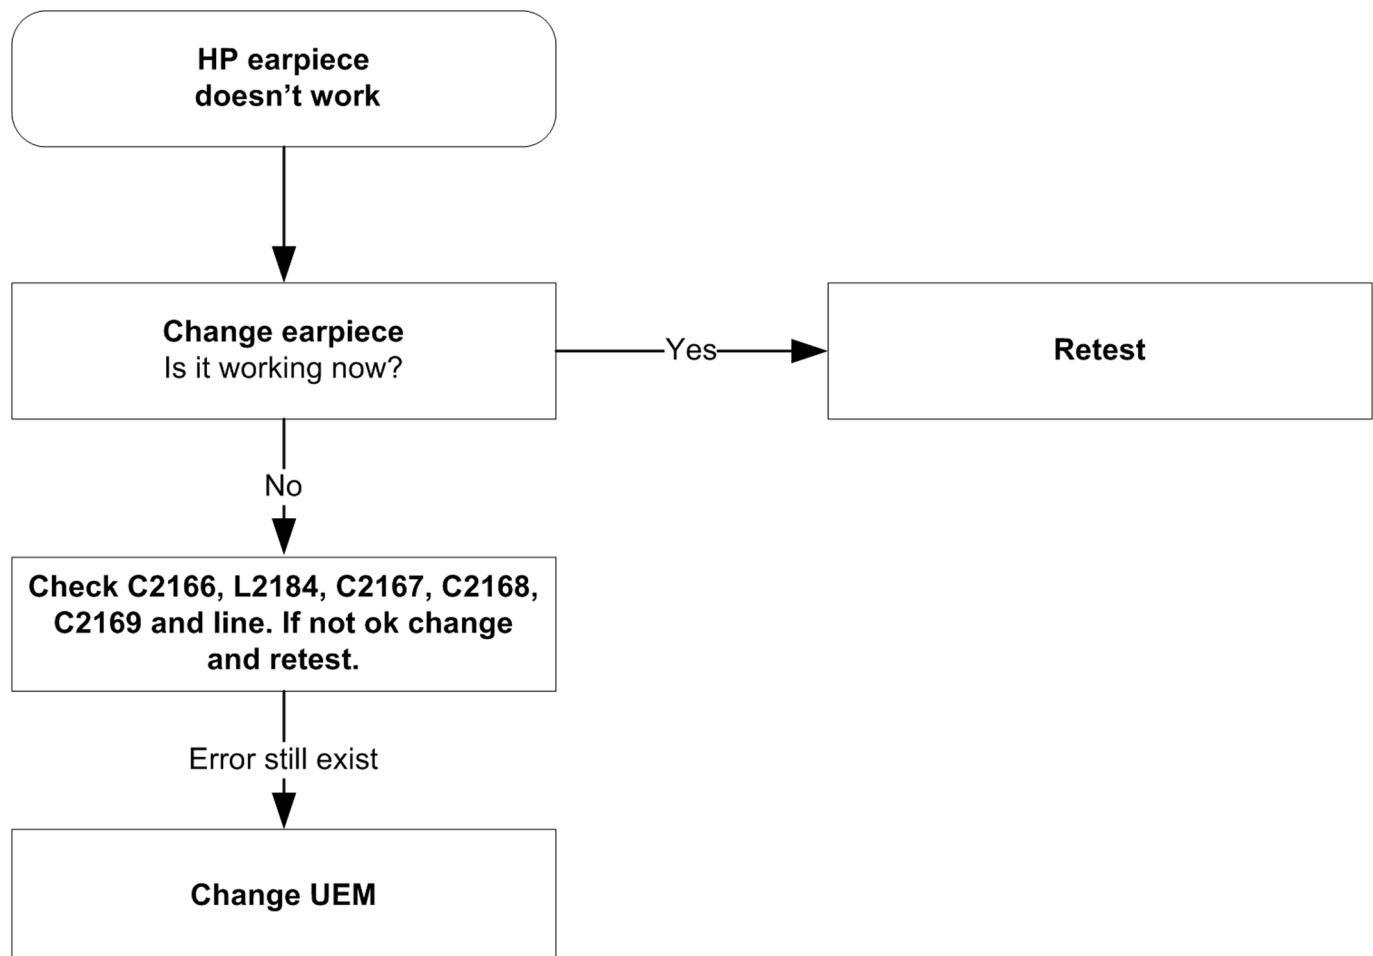 HP earpiece
doesn’t work
Change earpiece
Is it working now?
Yes
Retest
No
Check C2166, L2184, C2167, C2168,
C2169 and line. If not ok change
and retest.
Error still exist
Change UEM